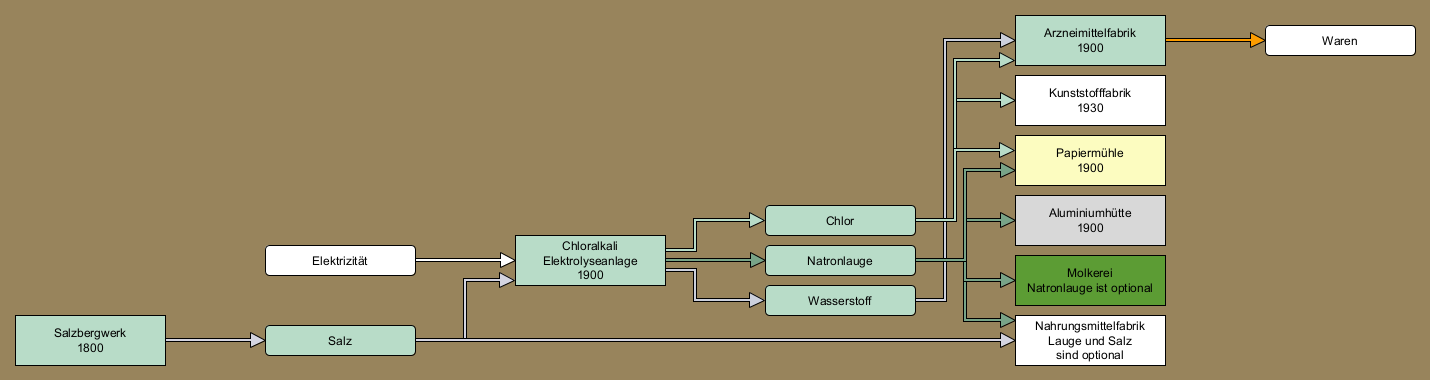 Arzneimittelfabrik
1900
Waren
Kunststofffabrik
1930
Papiermühle
1900
Chlor
Aluminiumhütte
1900
Chloralkali
Elektrolyseanlage
1900
Elektrizität
Natronlauge
Molkerei
Natronlauge ist optional
Wasserstoff
Salzbergwerk
1800
Salz
Nahrungsmittelfabrik
Lauge und Salz
sind optional